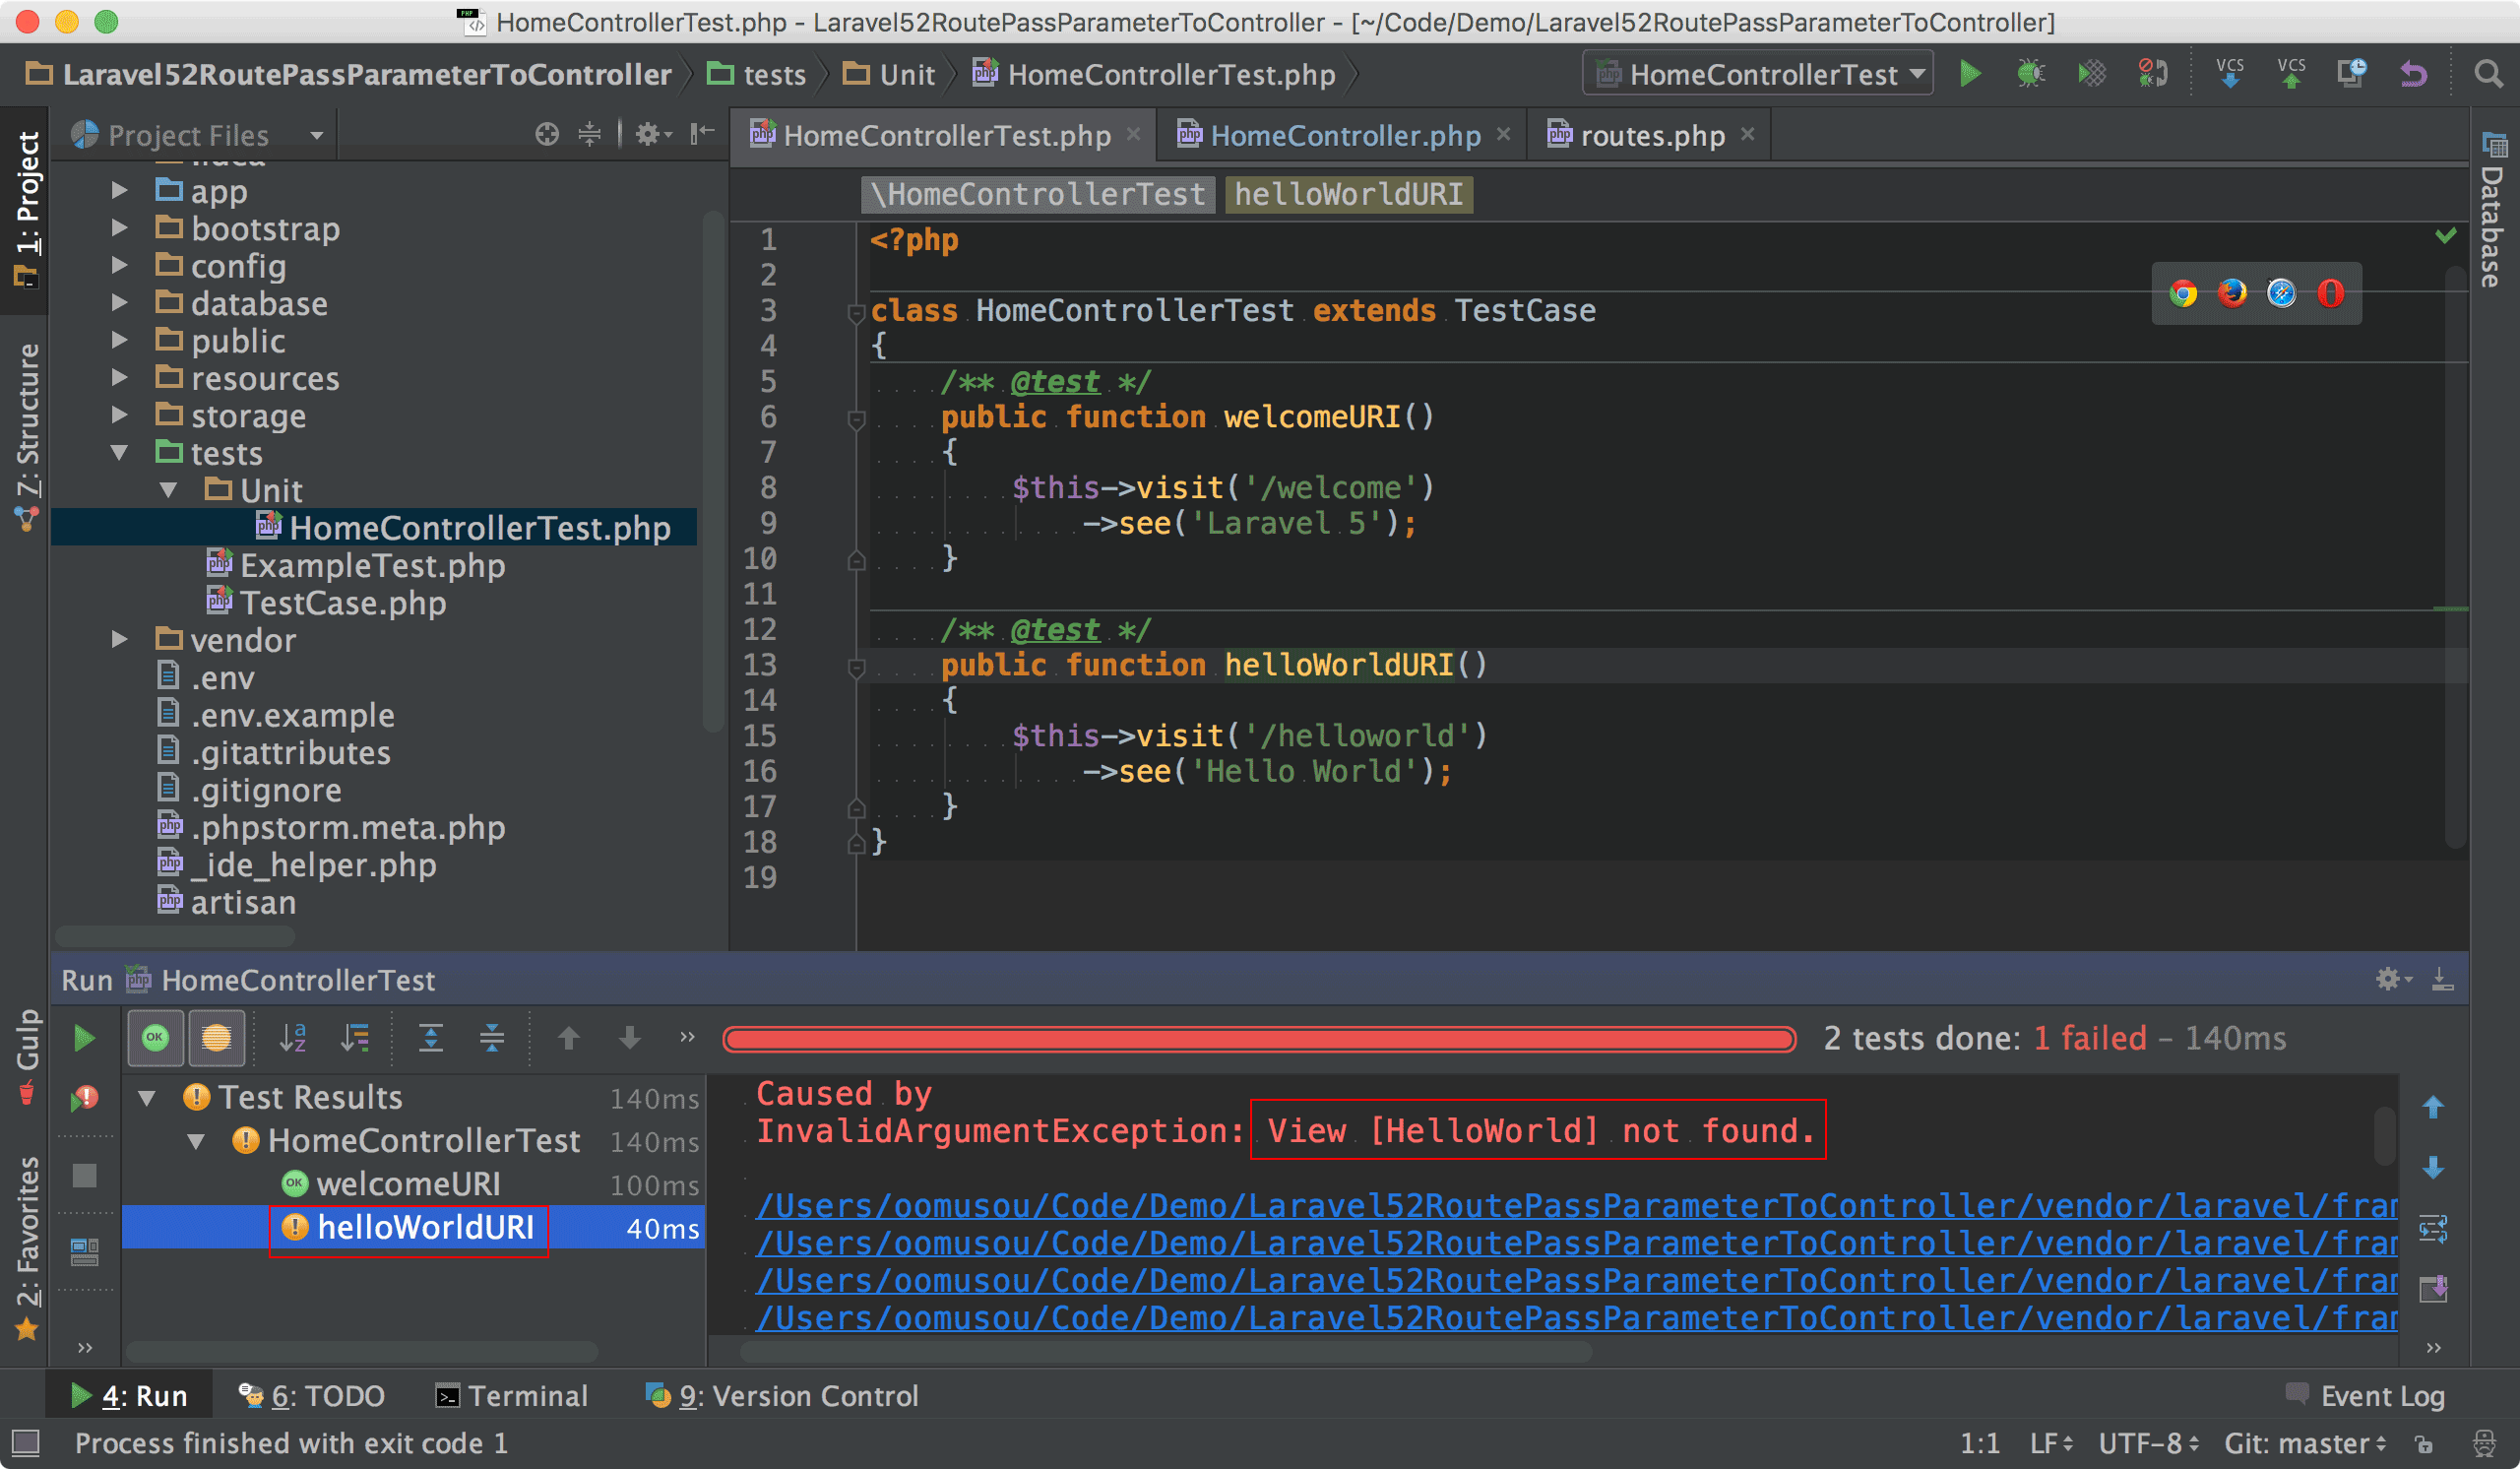 HomeControllerTest.php - Laravel52RoutePassParameterToController - [~/Code/Demo/Laravel52RoutePassParameterToController]
Laravel52RoutePassParameterToController tests Unit HomeControllerTest.php HomeControllerTest VCS VCS
1: Project
7: Structure
Gulp
2: Favorites
Database
Project Files
app
bootstrap
config
database
public
resources
storage
tests
Unit
HomeControllerTest.php
ExampleTest.php
TestCase.php
vendor
.env
.env.example
.gitattributes
.gitignore
.phpstorm.meta.php
_ide_helper.php
artisan
HomeControllerTest.php HomeController.php routes.php
\HomeControllerTest helloWorldURI
1 <?php
2
3 class HomeControllerTest extends TestCase
4 {
5 /** @test */
6 public function welcomeURI()
7 {
8 $this->visit('/welcome')
9 ->see('Laravel 5');
10 }
11
12 /** @test */
13 public function helloWorldURI()
14 {
15 $this->visit('/helloworld')
16 ->see('Hello World');
17 }
18 }
19
Run HomeControllerTest
2 tests done: 1 failed – 140ms
Test Results 140ms
HomeControllerTest 140ms
OK welcomeURI 100ms
helloWorldURI 40ms
Caused by
InvalidArgumentException: View [HelloWorld] not found.
/Users/oomusou/Code/Demo/Laravel52RoutePassParameterToController/vendor/laravel/fram
/Users/oomusou/Code/Demo/Laravel52RoutePassParameterToController/vendor/laravel/fram
/Users/oomusou/Code/Demo/Laravel52RoutePassParameterToController/vendor/laravel/fram
/Users/oomusou/Code/Demo/Laravel52RoutePassParameterToController/vendor/laravel/fram
4: Run 6: TODO Terminal 9: Version Control Event Log
Process finished with exit code 1 1:1 LF UTF-8 Git: master